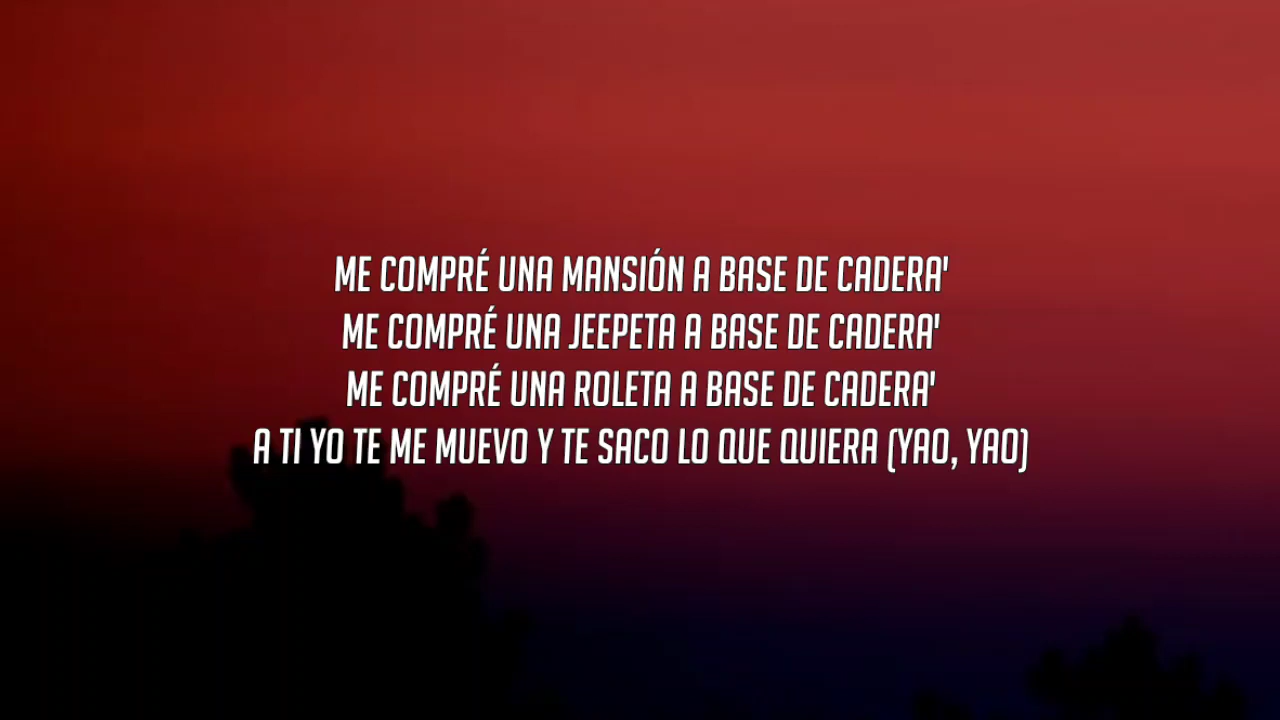 ME COMPRÉ UNA MANSIÓN A BASE DE CADERA'
ME COMPRÉ UNA JEEPETA A BASE DE CADERA'
ME COMPRÉ UNA ROLETA A BASE DE CADERA'
A TI YO TE ME MUEVO Y TE SACO LO QUE QUIERA (YAO, YAO)